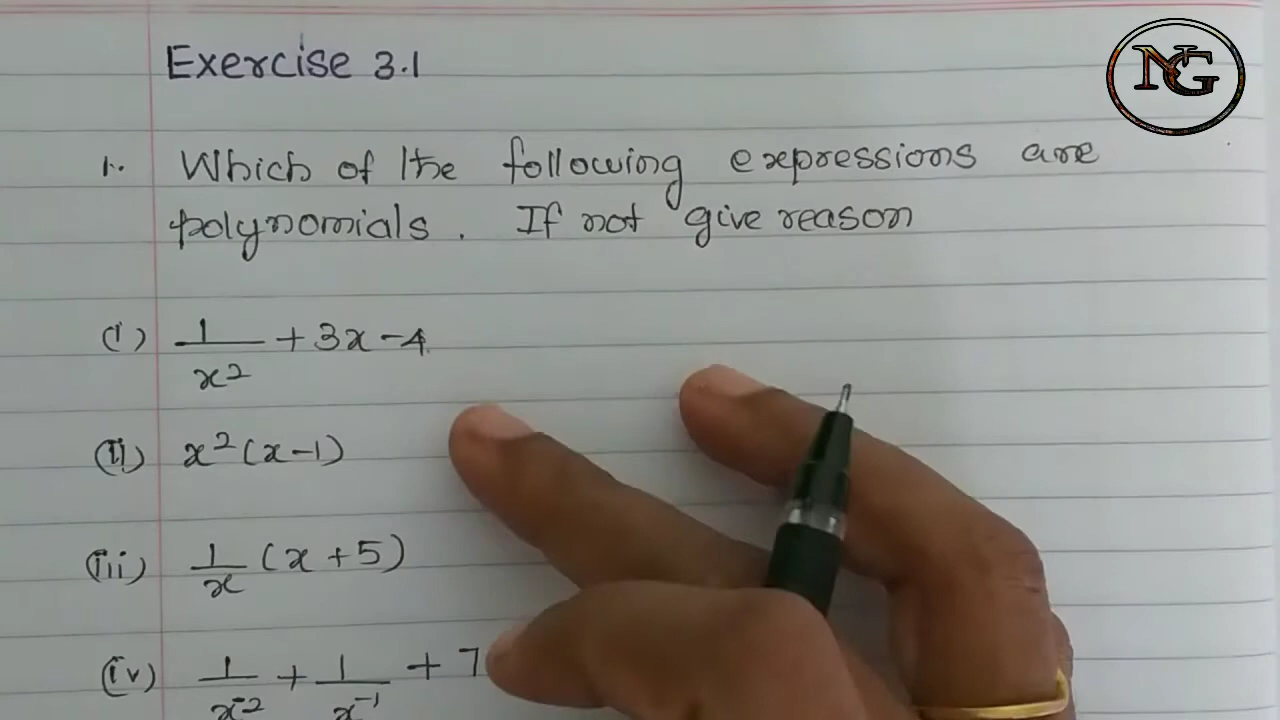 Exercise 3.1
NG
1. Which of the following expressions are
polynomials. If not give reason
(i) 1/x² + 3x - 4
(ii) x²(x-1)
(iii) 1/x (x + 5)
(iv) 1/x⁻² + 1/x⁻¹ + 7